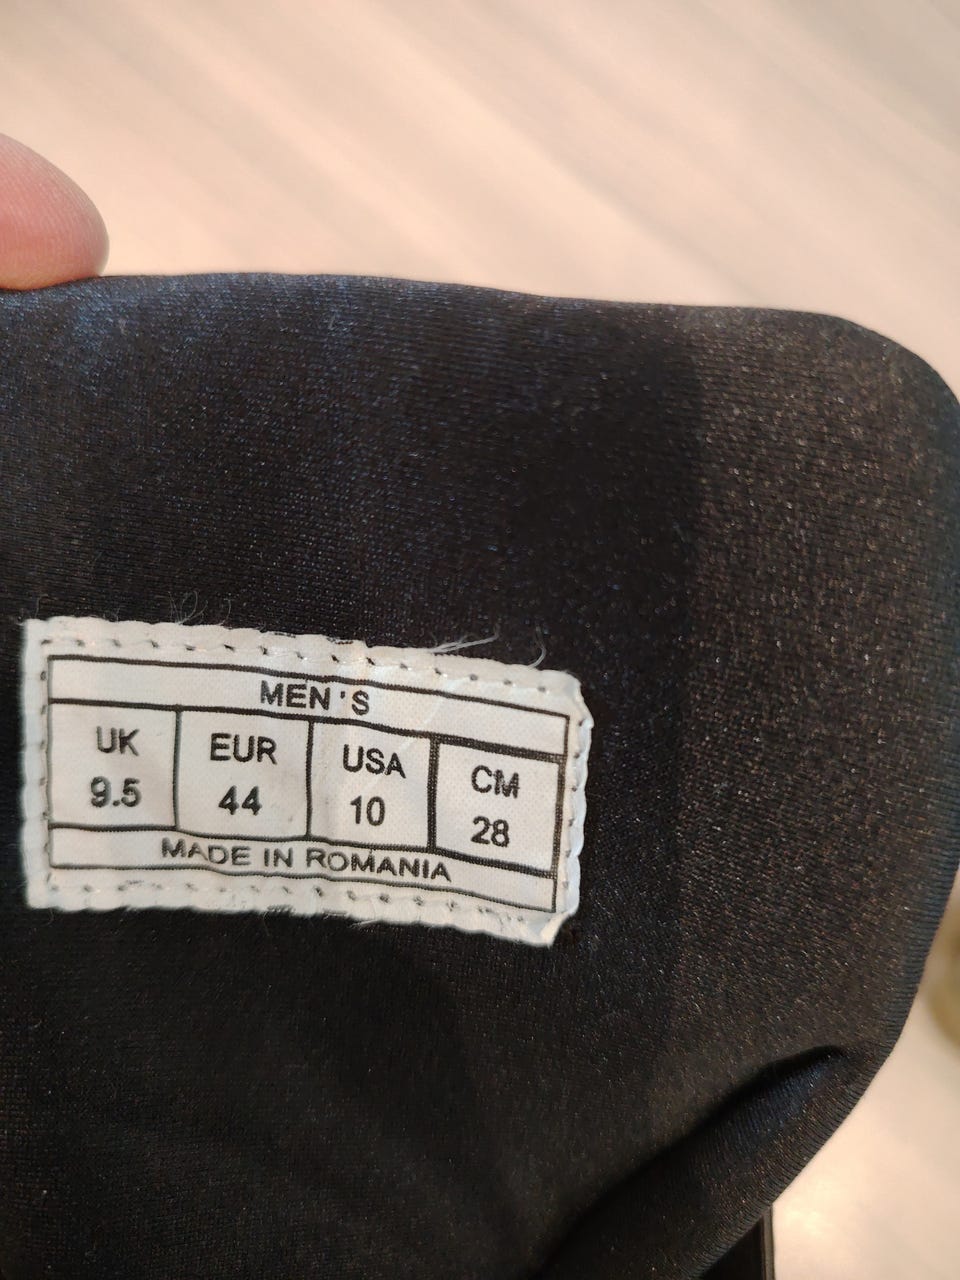 MEN'S
UK EUR USA CM
9.5 44 10 28
MADE IN ROMANIA